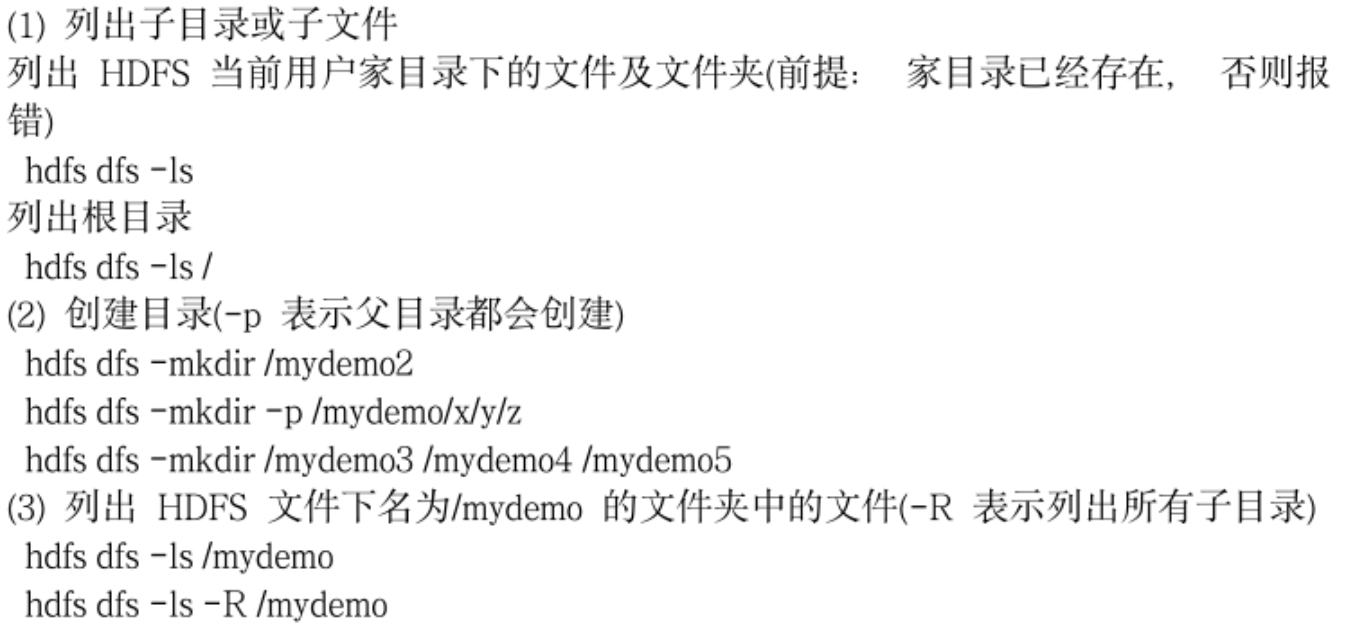 (1) 列出子目录或子文件
列出 HDFS 当前用户家目录下的文件及文件夹(前提： 家目录已经存在， 否则报
错)
hdfs dfs -ls
列出根目录
hdfs dfs -ls /
(2) 创建目录(-p 表示父目录都会创建)
hdfs dfs -mkdir /mydemo2
hdfs dfs -mkdir -p /mydemo/x/y/z
hdfs dfs -mkdir /mydemo3 /mydemo4 /mydemo5
(3) 列出 HDFS 文件下名为/mydemo 的文件夹中的文件(-R 表示列出所有子目录)
hdfs dfs -ls /mydemo
hdfs dfs -ls -R /mydemo